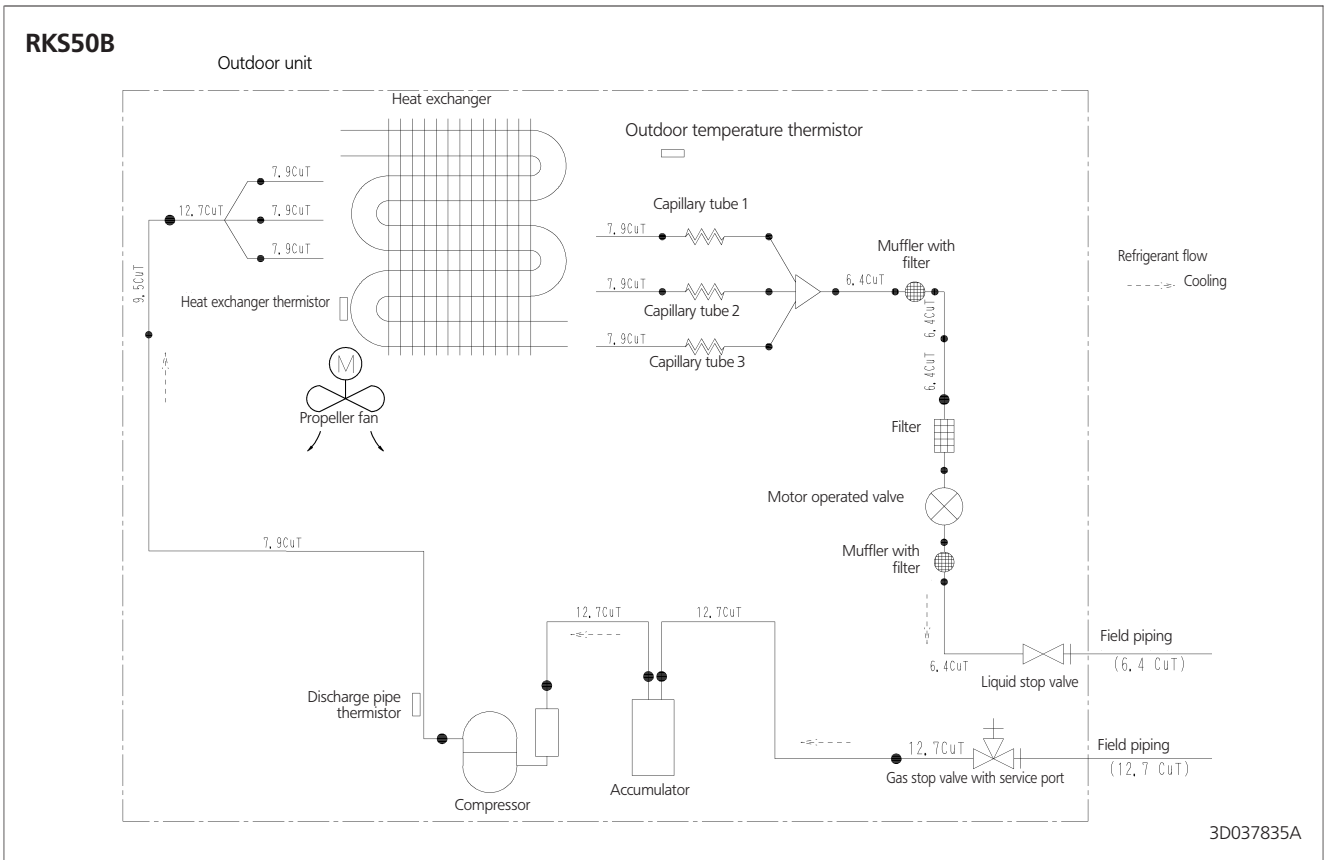 RKS50B
Outdoor unit
Heat exchanger
Outdoor temperature thermistor
7.9CuT
12.7CuT
7.9CuT
7.9CuT
9.5CuT
Heat exchanger thermistor
M
Propeller fan
Capillary tube 1
7.9CuT
7.9CuT
Capillary tube 2
7.9CuT
Capillary tube 3
6.4CuT
Muffler with
filter
6.4CuT
6.4CuT
Refrigerant flow
Cooling
Filter
Motor operated valve
Muffler with
filter
7.9CuT
12.7CuT
12.7CuT
6.4CuT
Liquid stop valve
Field piping
(6.4 CuT)
Discharge pipe
thermistor
Compressor
Accumulator
12.7CuT
Gas stop valve with service port
Field piping
(12.7 CuT)
3D037835A